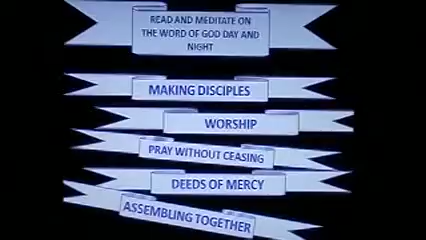 READ AND MEDITATE ON
THE WORD OF GOD DAY AND
NIGHT
MAKING DISCIPLES
WORSHIP
PRAY WITHOUT CEASING
DEEDS OF MERCY
ASSEMBLING TOGETHER